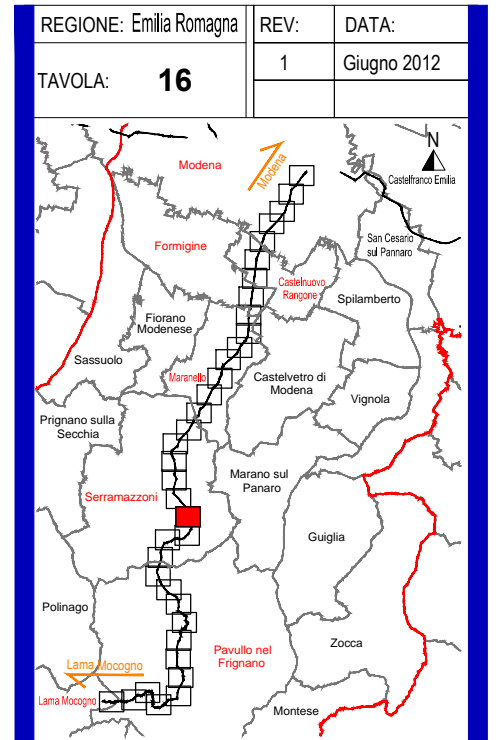 REGIONE: Emilia Romagna
REV:
DATA:
TAVOLA: 16
1
Giugno 2012
N
Modena
Modena
Castelfranco Emilia
Formigine
San Cesario
sul Pannaro
Castelnuovo
Rangone
Spilamberto
Fiorano
Modenese
Sassuolo
Maranello
Castelvetro di
Modena
Vignola
Prignano sulla
Secchia
Marano sul
Panaro
Serramazzoni
Guiglia
Polinago
Pavullo nel
Frignano
Zocca
Lama Mocogno
Lama Mocogno
Montese